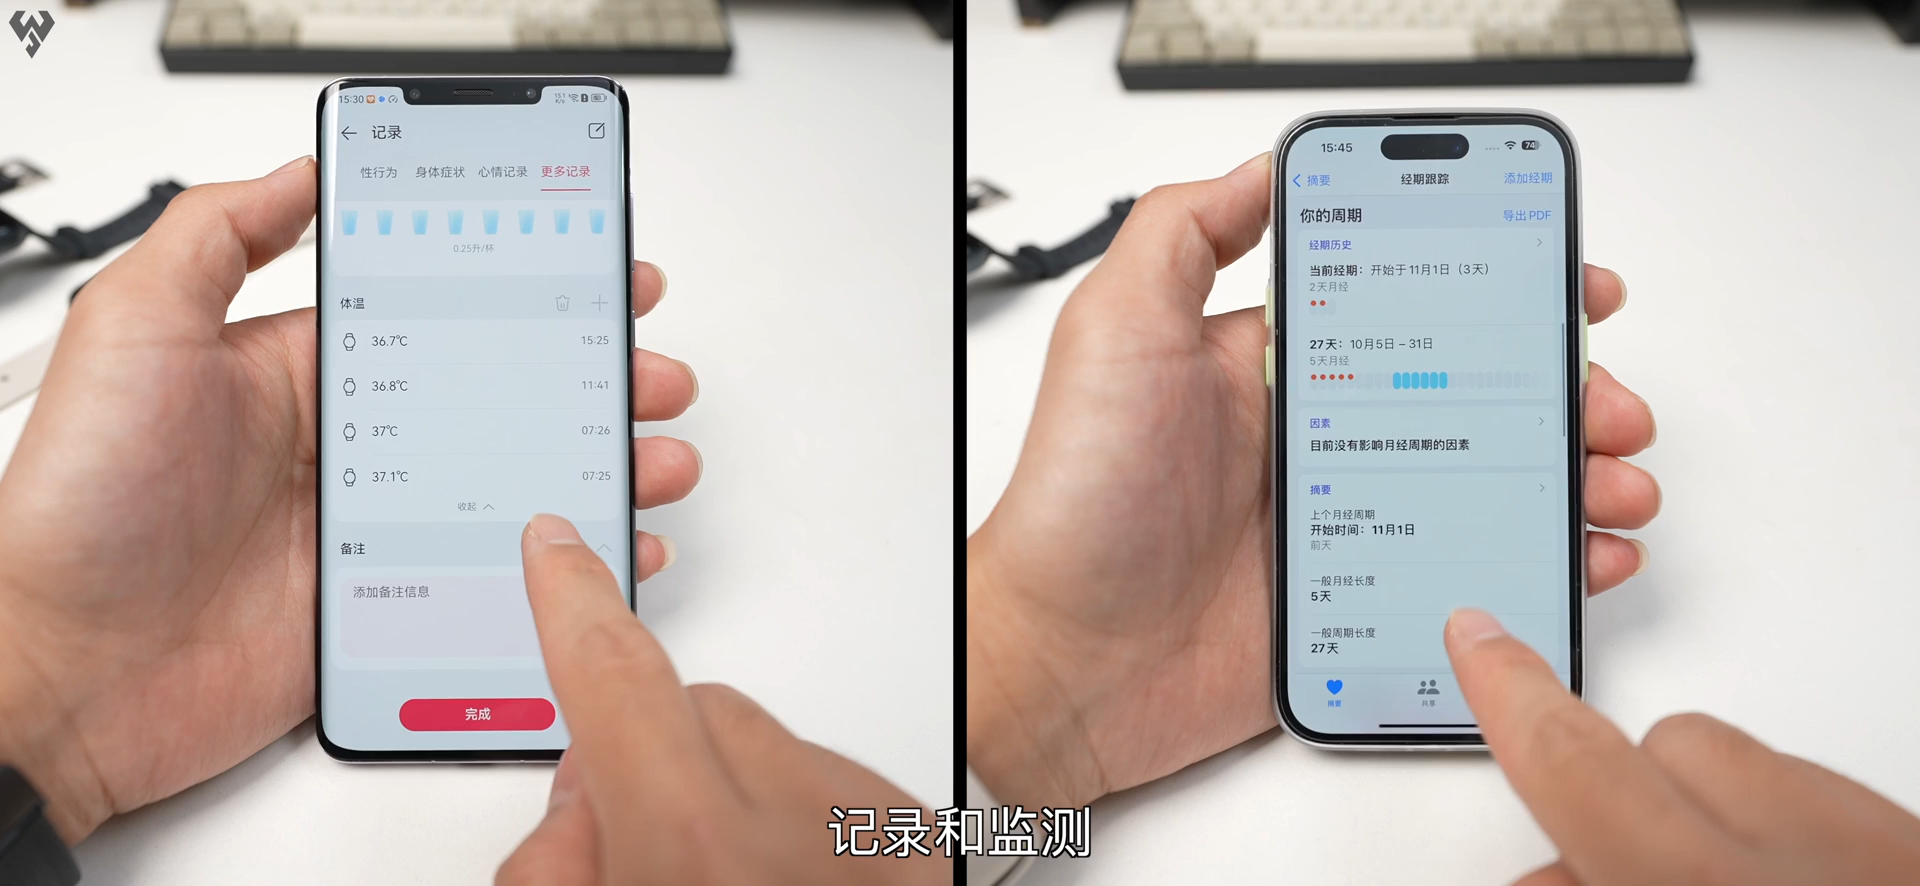 15:30
记录
性行为 身体症状 心情记录 更多记录
0.25升/杯
体温
36.7℃ 15:25
36.8℃ 11:41
37℃ 07:26
37.1℃ 07:25
收起
备注
添加备注信息
完成
15:45
74
摘要 经期跟踪 添加经期
你的周期 导出PDF
经期历史
当前经期：开始于11月1日（3天）
2天月经
27天：10月5日 – 31日
5天月经
因素
目前没有影响月经周期的因素
摘要
上个月经周期
开始时间：11月1日
前天
一般月经长度
5天
一般周期长度
27天
摘要 共享
记录和监测